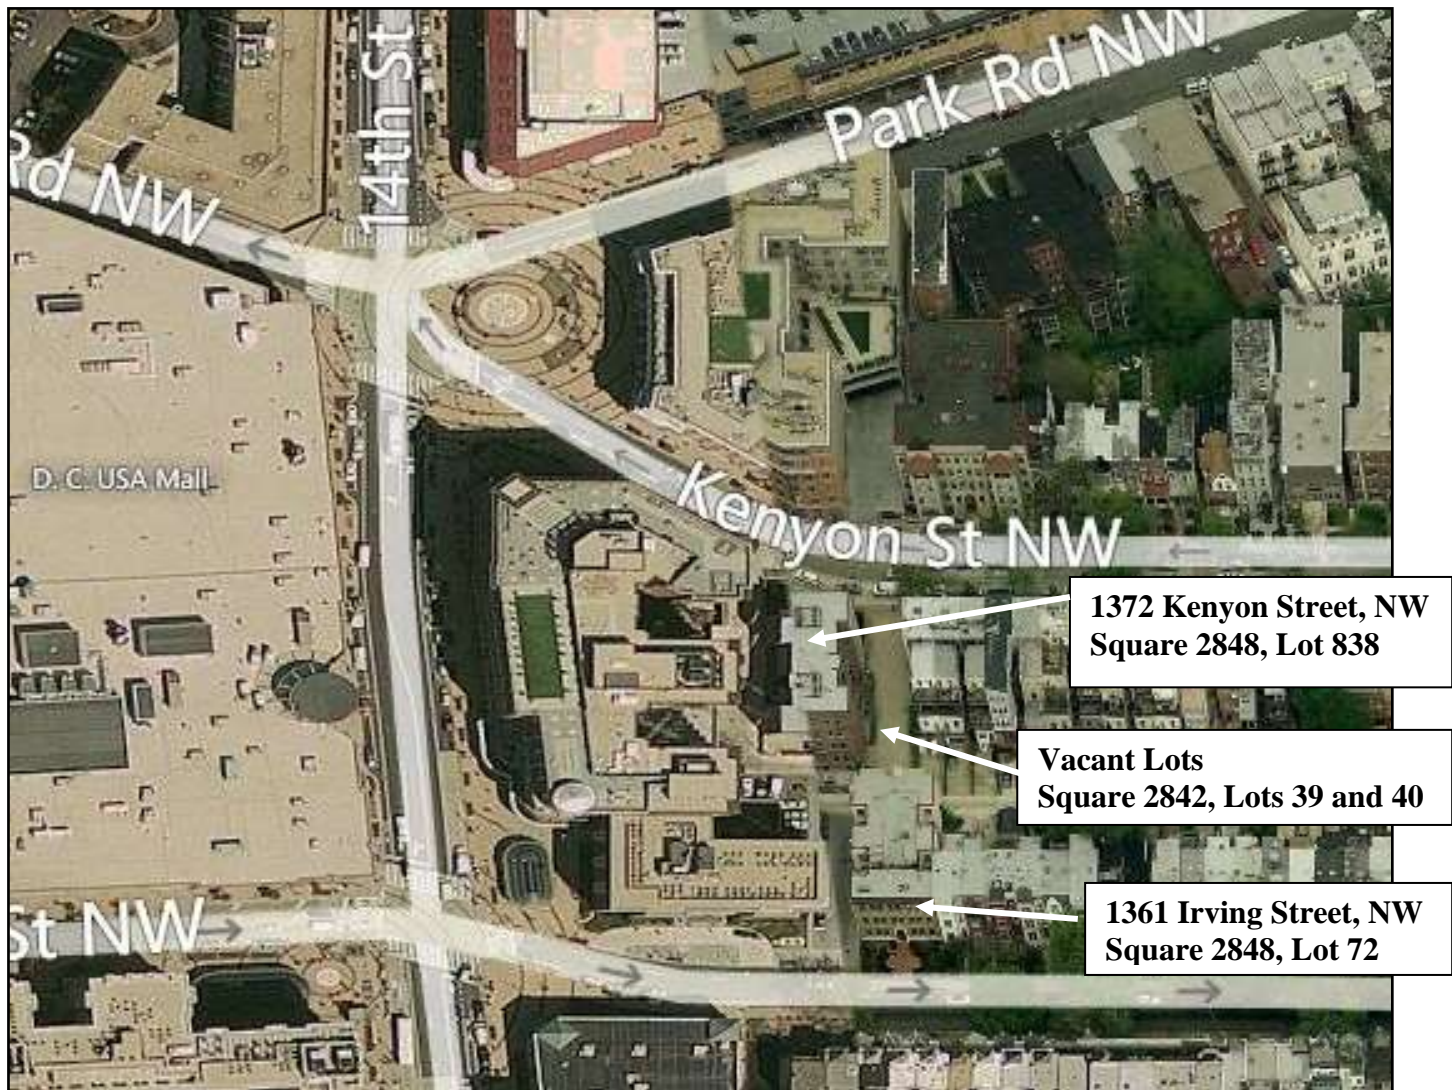 14th St
Park Rd NW
Rd NW
D. C. USA Mall
Kenyon St NW
1372 Kenyon Street, NW
Square 2848, Lot 838
Vacant Lots
Square 2842, Lots 39 and 40
1361 Irving Street, NW
Square 2848, Lot 72
St NW